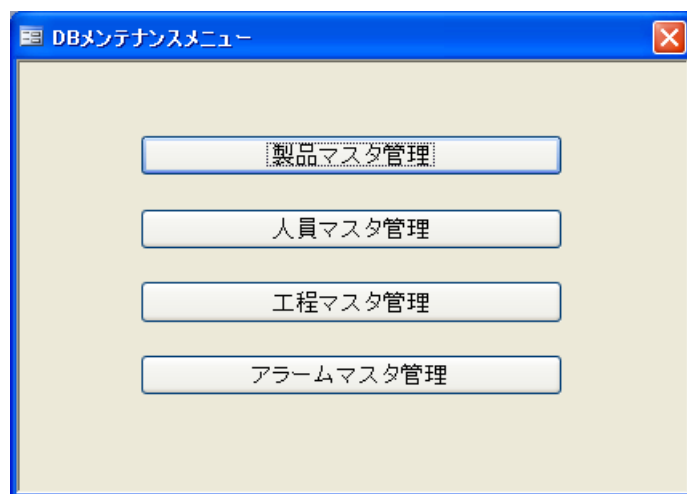 DBメンテナンスメニュー
製品マスタ管理
人員マスタ管理
工程マスタ管理
アラームマスタ管理